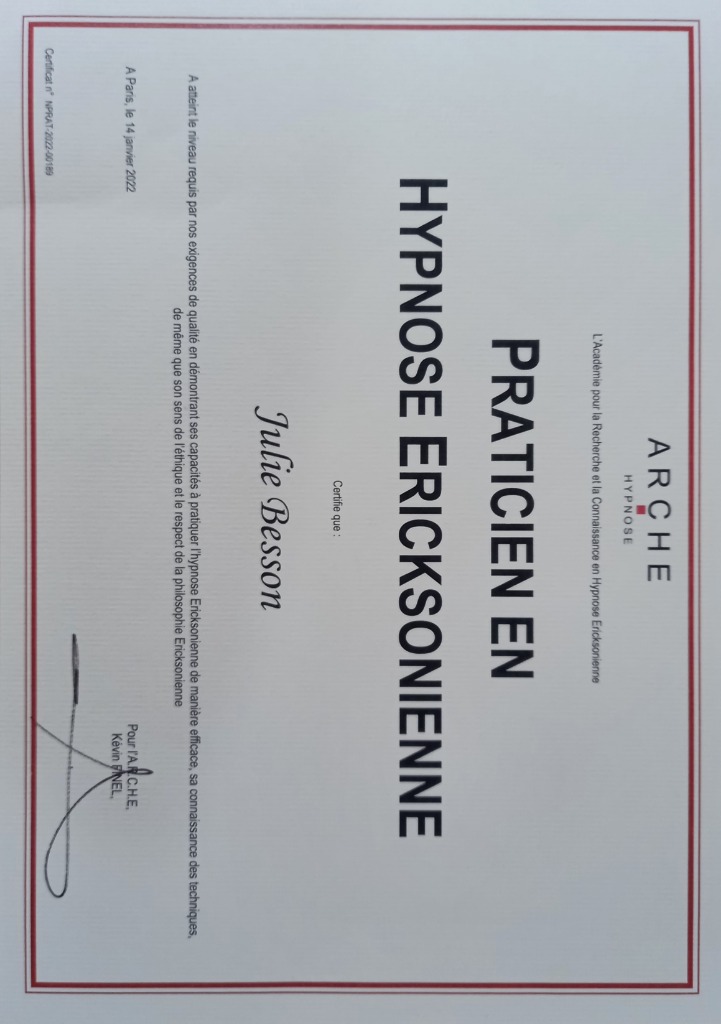 ARCHE
HYPNOSE
L'Académie pour la Recherche et la Connaissance en Hypnose Ericksonienne
PRATICIEN EN
HYPNOSE ERICKSONIENNE
Certifie que :
Julie Besson
A atteint le niveau requis par nos exigences de qualité en démontrant ses capacités à pratiquer l'hypnose Ericksonienne de manière efficace, sa connaissance des techniques,
de même que son sens de l'éthique et le respect de la philosophie Ericksonienne
A Paris, le 14 janvier 2022
Pour l'A.R.C.H.E,
Kévin FINEL,
Certificat n° NPRAT-2022-00189